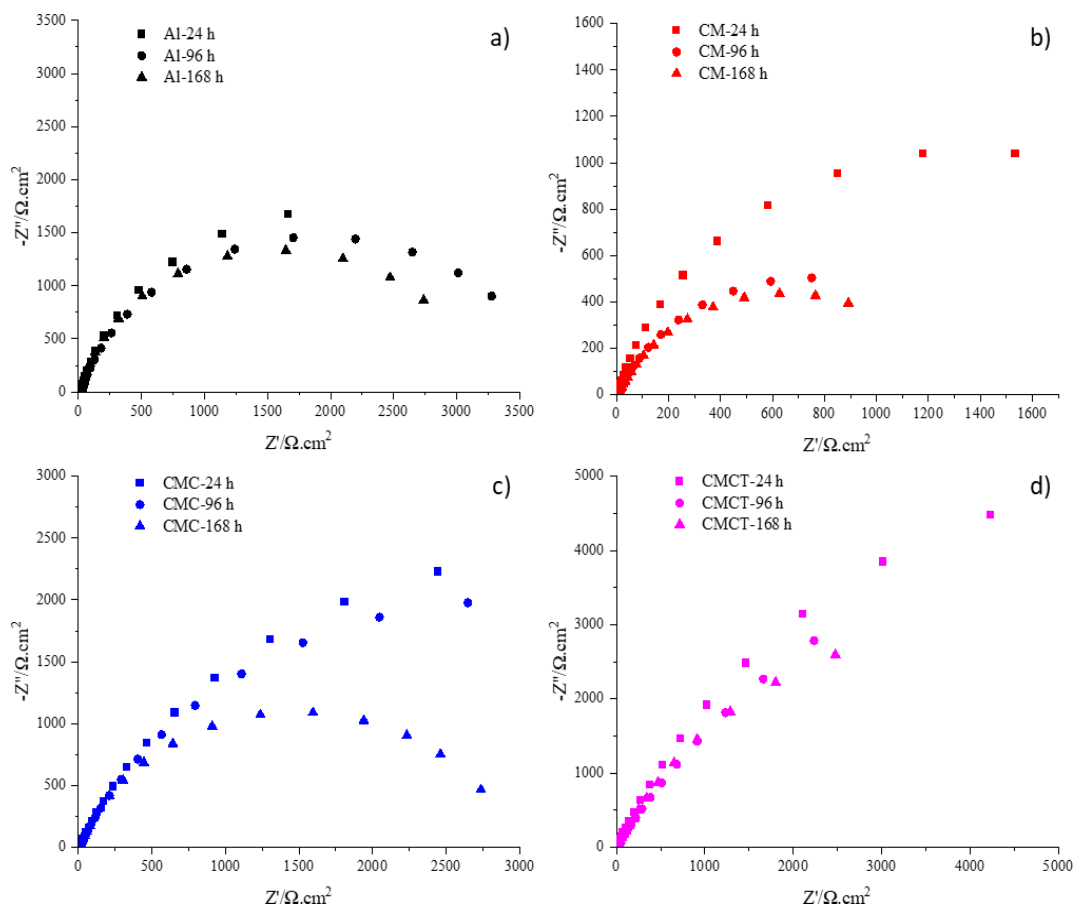 a)
Al-24 h
Al-96 h
Al-168 h
3500
3000
2500
2000
1500
1000
500
0
-Z"/Ω.cm²
0 500 1000 1500 2000 2500 3000 3500
Z'/Ω.cm²
b)
CM-24 h
CM-96 h
CM-168 h
1600
1400
1200
1000
800
600
400
200
0
-Z"/Ω.cm²
0 200 400 600 800 1000 1200 1400 1600
Z'/Ω.cm²
c)
CMC-24 h
CMC-96 h
CMC-168 h
3000
2500
2000
1500
1000
500
0
-Z"/Ω.cm²
0 500 1000 1500 2000 2500 3000
Z'/Ω.cm²
d)
CMCT-24 h
CMCT-96 h
CMCT-168 h
5000
4000
3000
2000
1000
0
-Z"/Ω.cm²
0 1000 2000 3000 4000 5000
Z'/Ω.cm²